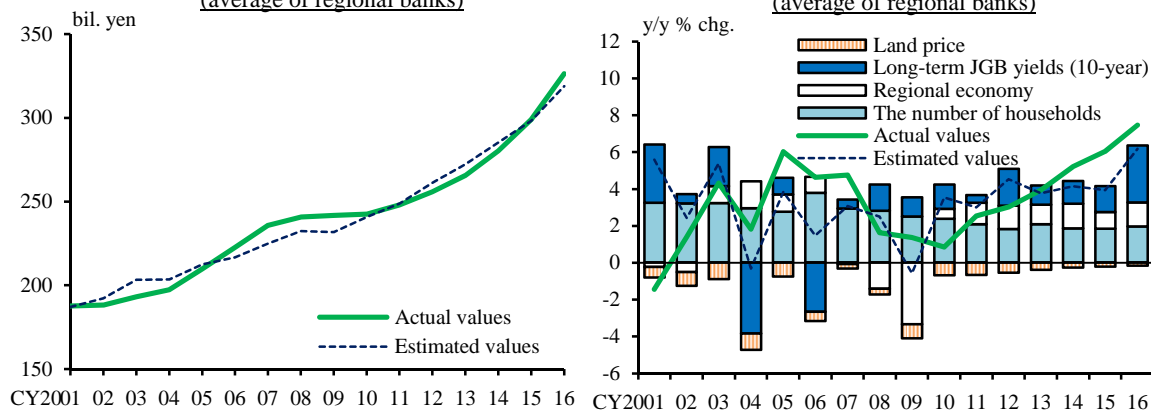 (average of regional banks)
bil. yen
350
300
250
200
150
Actual values
Estimated values
CY2001 02 03 04 05 06 07 08 09 10 11 12 13 14 15 16
(average of regional banks)
y/y % chg.
12
10
8
6
4
2
0
-2
-4
-6
Land price
Long-term JGB yields (10-year)
Regional economy
The number of households
Actual values
Estimated values
CY2001 02 03 04 05 06 07 08 09 10 11 12 13 14 15 16